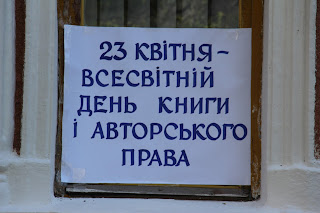 23 КВІТНЯ –
ВСЕСВІТНІЙ
ДЕНЬ КНИГИ
І АВТОРСЬКОГО
ПРАВА